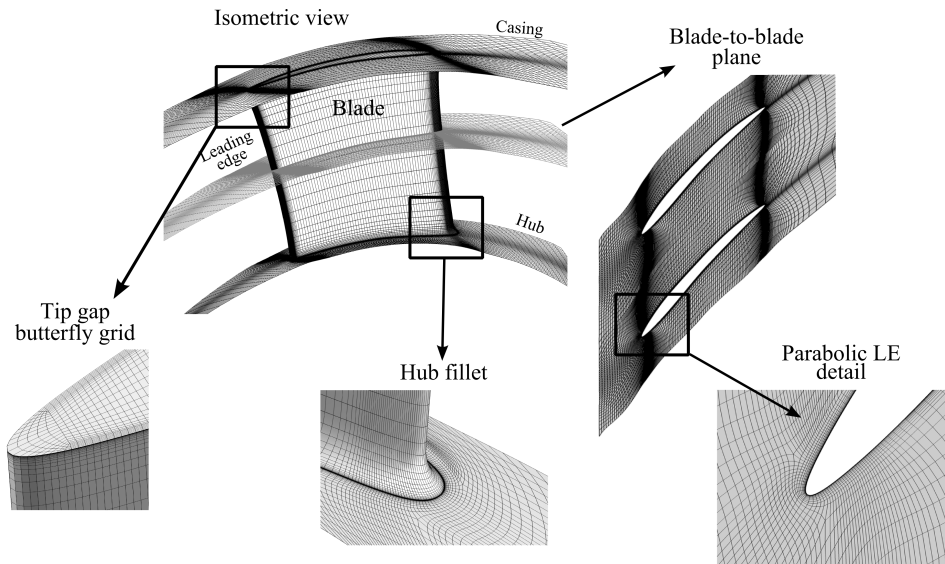 Isometric view
Casing
Blade-to-blade
plane
Blade
Leading
edge
Hub
Tip gap
butterfly grid
Hub fillet
Parabolic LE
detail